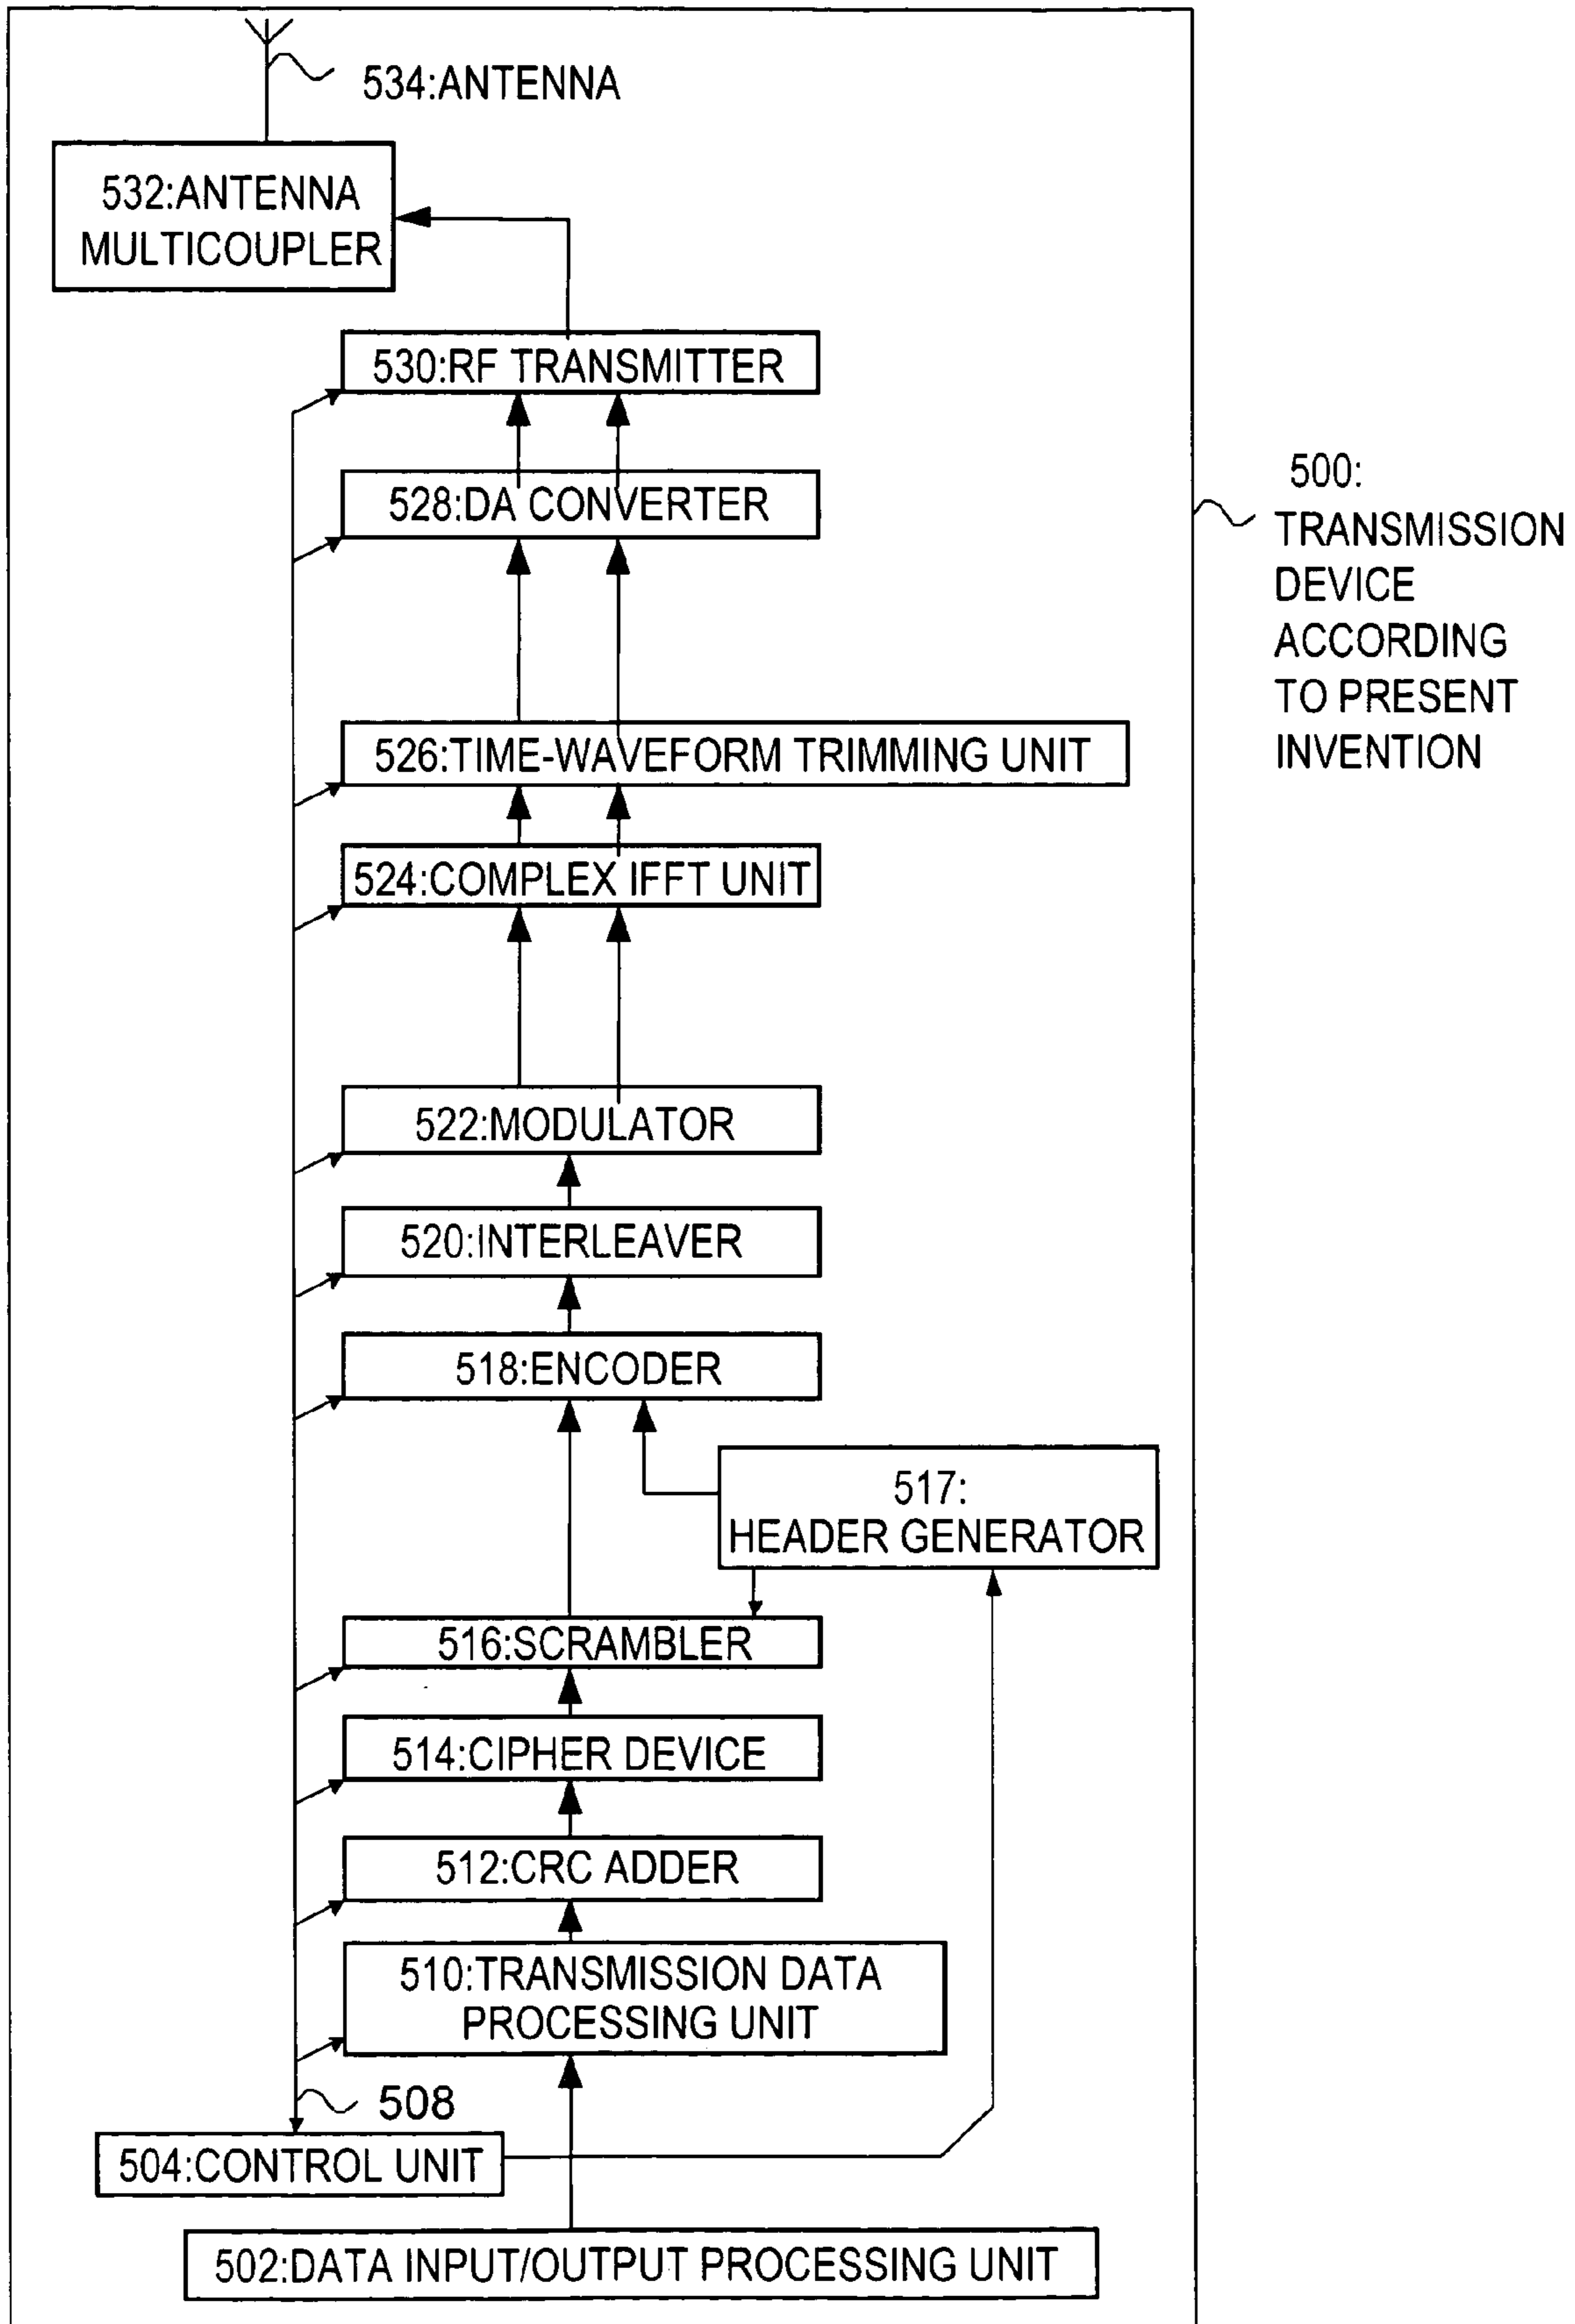 534:ANTENNA
532:ANTENNA
MULTICOUPLER
530:RF TRANSMITTER
528:DA CONVERTER
500:
TRANSMISSION
DEVICE
ACCORDING
TO PRESENT
INVENTION
526:TIME-WAVEFORM TRIMMING UNIT
524:COMPLEX IFFT UNIT
522:MODULATOR
520:INTERLEAVER
518:ENCODER
517:
HEADER GENERATOR
516:SCRAMBLER
514:CIPHER DEVICE
512:CRC ADDER
510:TRANSMISSION DATA
PROCESSING UNIT
508
504:CONTROL UNIT
502:DATA INPUT/OUTPUT PROCESSING UNIT